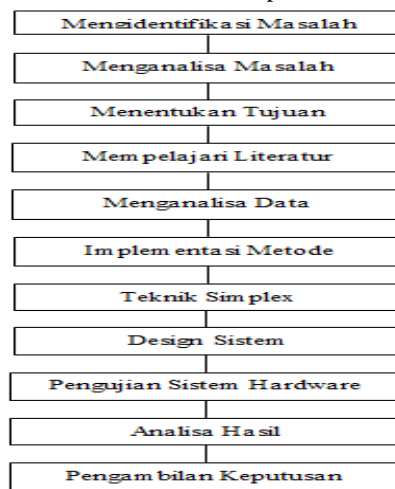 Mengidentifikasi Masalah
Menganalisa Masalah
Menentukan Tujuan
Mempelajari Literatur
Menganalisa Data
Implementasi Metode
Teknik Simplex
Design Sistem
Pengujian Sistem Hardware
Analisa Hasil
Pengambilan Keputusan